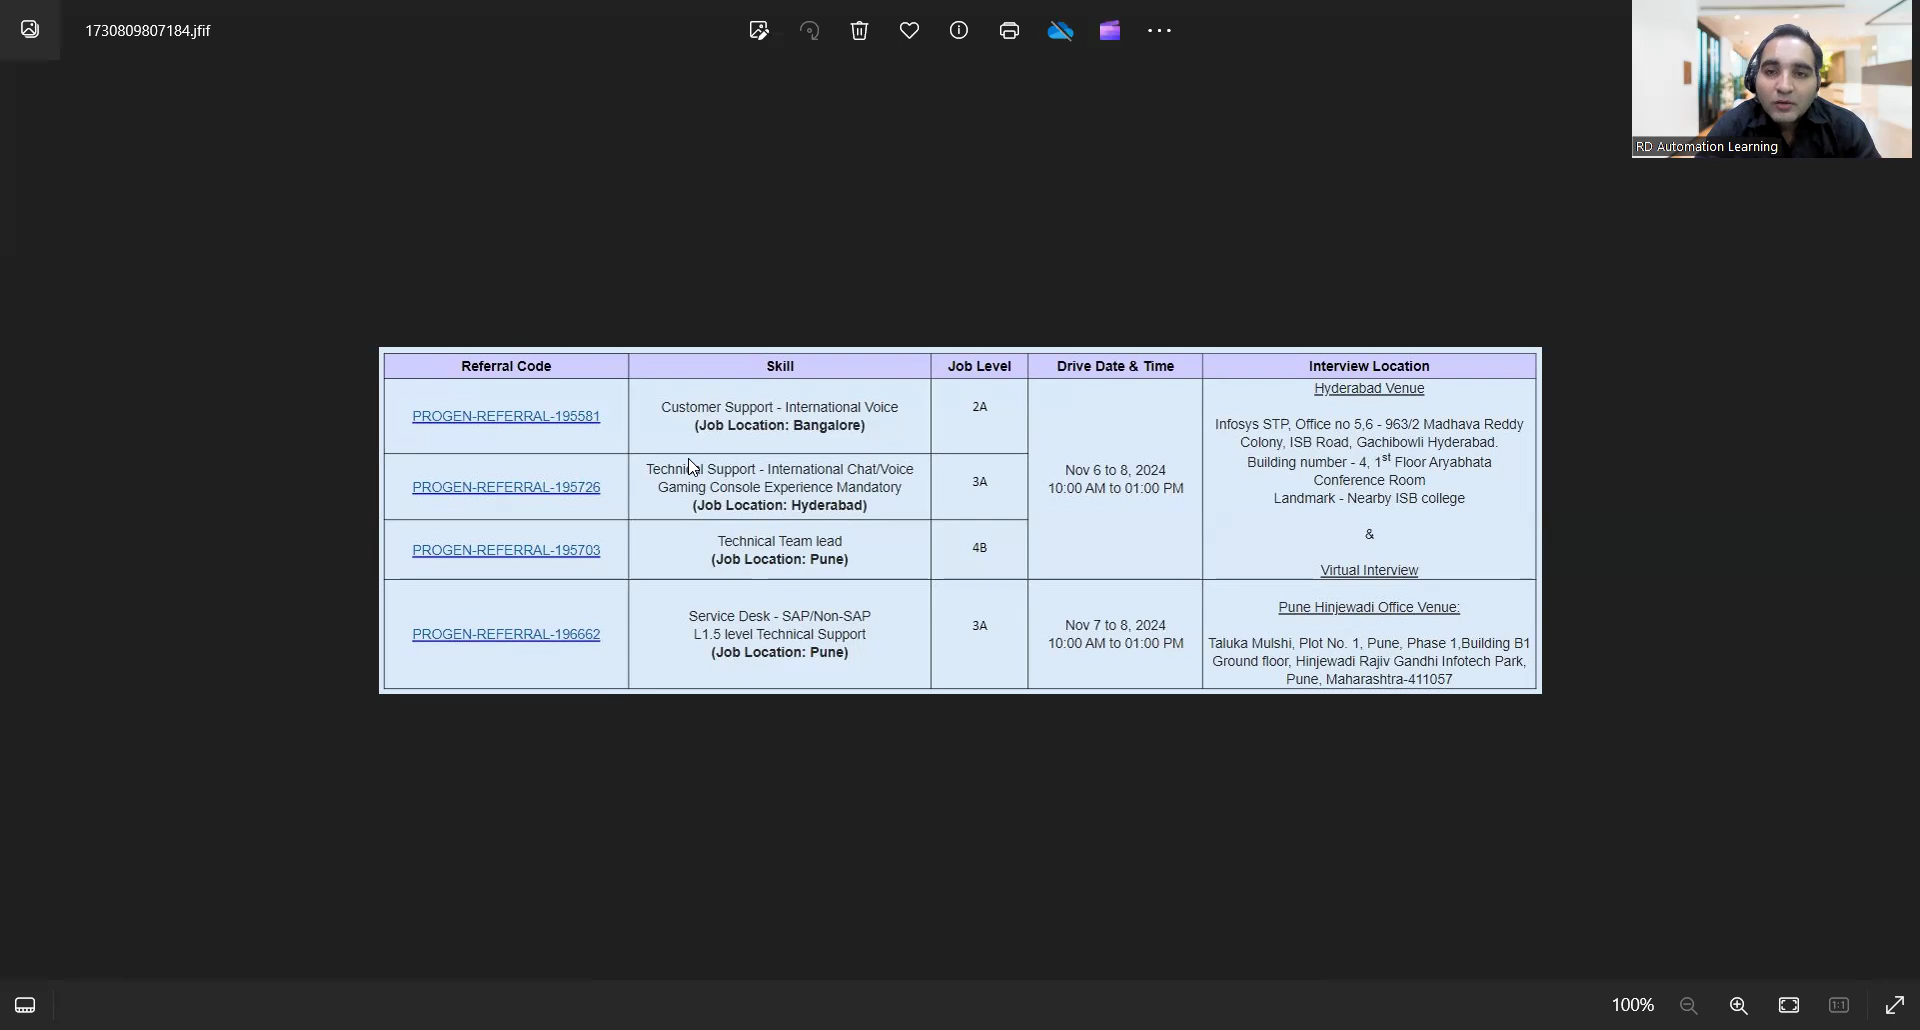 1730809807184.jfif
RD Automation Learning
Referral Code
Skill
Job Level
Drive Date & Time
Interview Location
PROGEN-REFERRAL-195581
Customer Support - International Voice
(Job Location: Bangalore)
2A
PROGEN-REFERRAL-195726
Technical Support - International Chat/Voice
Gaming Console Experience Mandatory
(Job Location: Hyderabad)
3A
PROGEN-REFERRAL-195703
Technical Team lead
(Job Location: Pune)
4B
Nov 6 to 8, 2024
10:00 AM to 01:00 PM
Hyderabad Venue
Infosys STP, Office no 5,6 - 963/2 Madhava Reddy
Colony, ISB Road, Gachibowli Hyderabad.
Building number - 4, 1st Floor Aryabhata
Conference Room
Landmark - Nearby ISB college
&
Virtual Interview
PROGEN-REFERRAL-196662
Service Desk - SAP/Non-SAP
L1.5 level Technical Support
(Job Location: Pune)
3A
Nov 7 to 8, 2024
10:00 AM to 01:00 PM
Pune Hinjewadi Office Venue:
Taluka Mulshi, Plot No. 1, Pune, Phase 1,Building B1
Ground floor, Hinjewadi Rajiv Gandhi Infotech Park,
Pune, Maharashtra-411057
100%
1:1